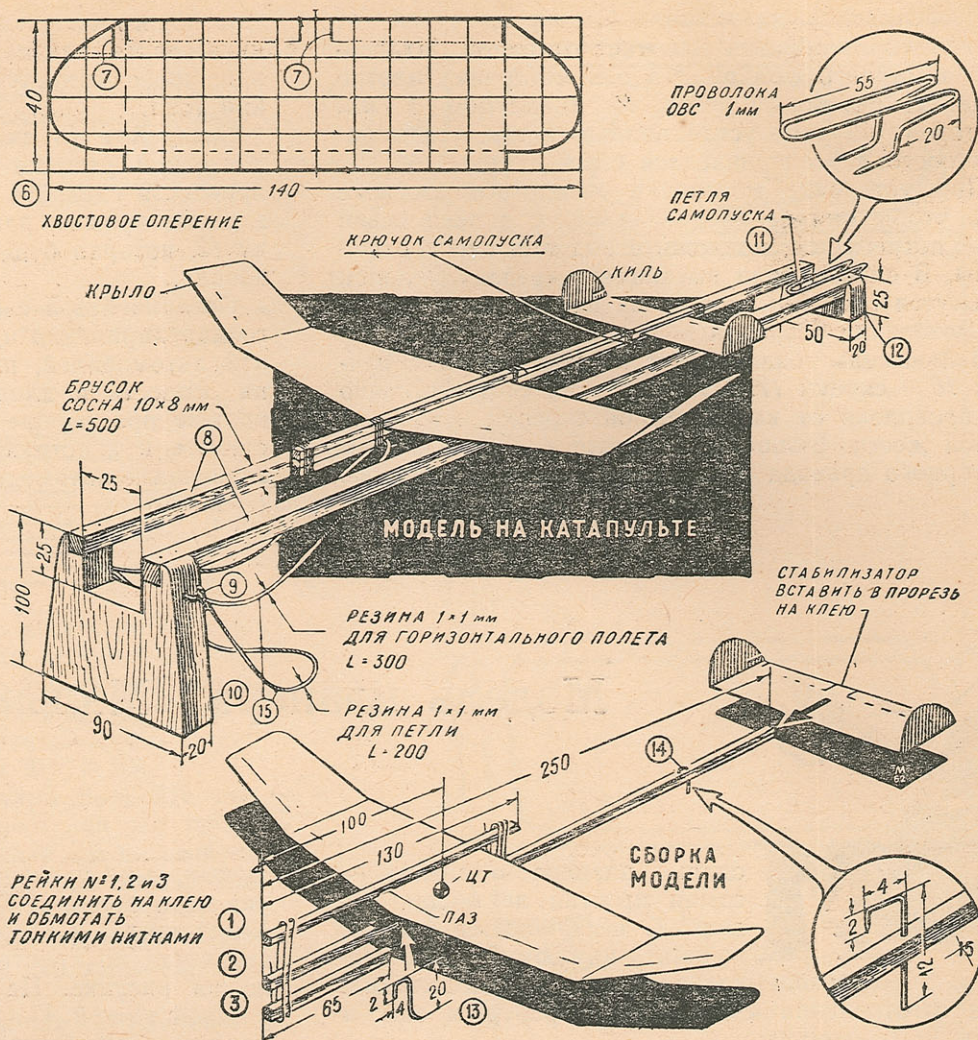 7
7
40
6
140
ХВОСТОВОЕ ОПЕРЕНИЕ
ПРОВОЛОКА
ОВС 1мм
55
20
ПЕТЛЯ
САМОПУСКА
11
КРЮЧОК САМОПУСКА
КРЫЛО
КИЛЬ
25
50
20
12
БРУСОК
СОСНА 10×8 мм
L=500
8
25
25
100
МОДЕЛЬ НА КАТАПУЛЬТЕ
9
РЕЗИНА 1×1 мм
ДЛЯ ГОРИЗОНТАЛЬНОГО ПОЛЕТА
L=300
СТАБИЛИЗАТОР
ВСТАВИТЬ В ПРОРЕЗЬ
НА КЛЕЮ
10
15
90
20
РЕЗИНА 1×1 мм
ДЛЯ ПЕТЛИ
L=200
250
14
М
62
100
130
ЦТ
ПАЗ
СБОРКА
МОДЕЛИ
РЕЙКИ №1, 2 и 3
СОЕДИНИТЬ НА КЛЕЮ
И ОБМОТАТЬ
ТОНКИМИ НИТКАМИ
1
2
3
65
2
4
20
13
4
2
12